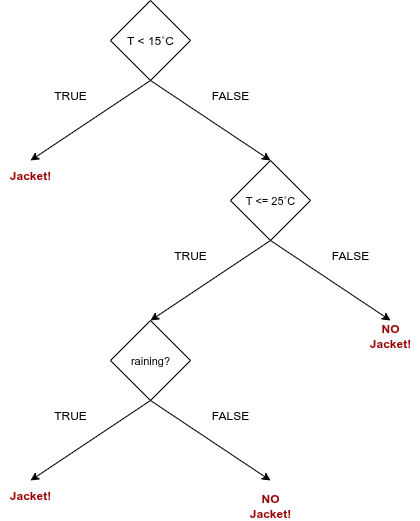 T < 15˚C
TRUE
FALSE
Jacket!
T <= 25˚C
TRUE
FALSE
NO
Jacket!
raining?
TRUE
FALSE
Jacket!
NO
Jacket!